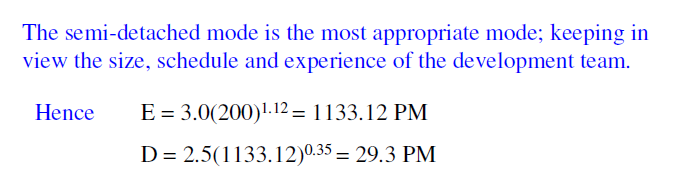 The semi-detached mode is the most appropriate mode; keeping in
view the size, schedule and experience of the development team.
Hence E = 3.0(200)^1.12 = 1133.12 PM
D = 2.5(1133.12)^0.35 = 29.3 PM